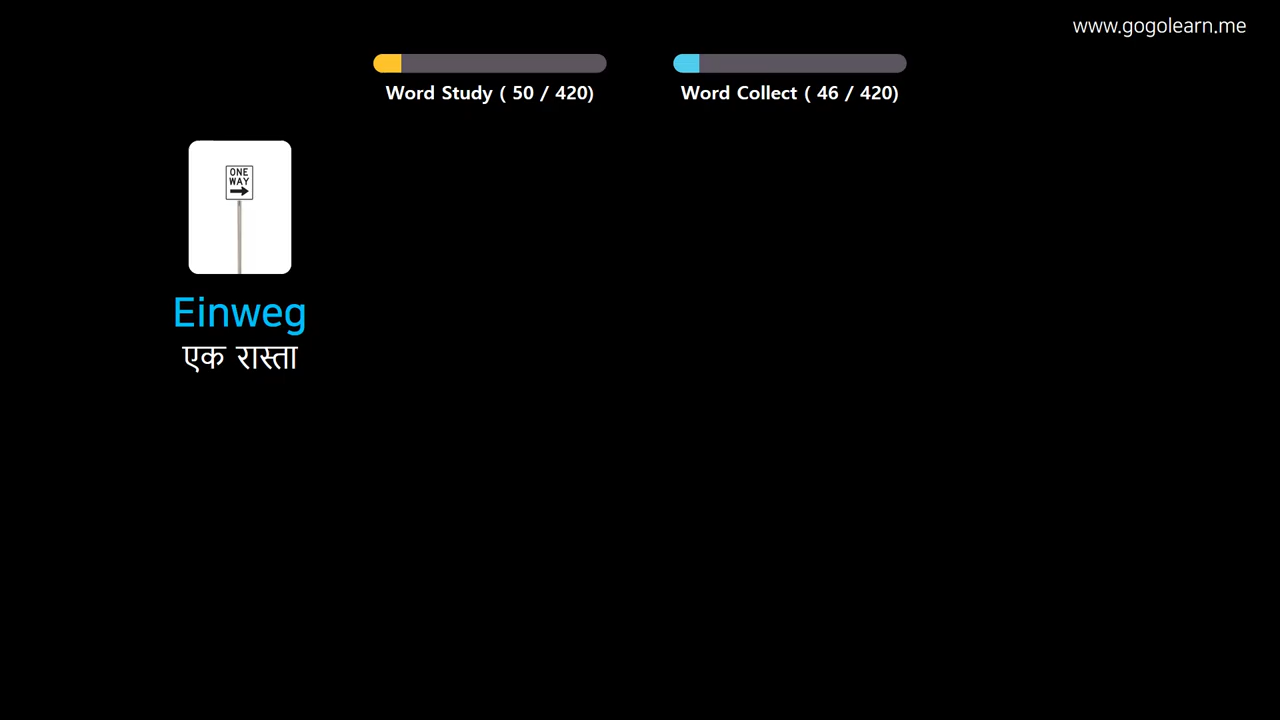 www.gogolearn.me
Word Study ( 50 / 420)
Word Collect ( 46 / 420)
ONE
WAY
Einweg
एक रास्ता